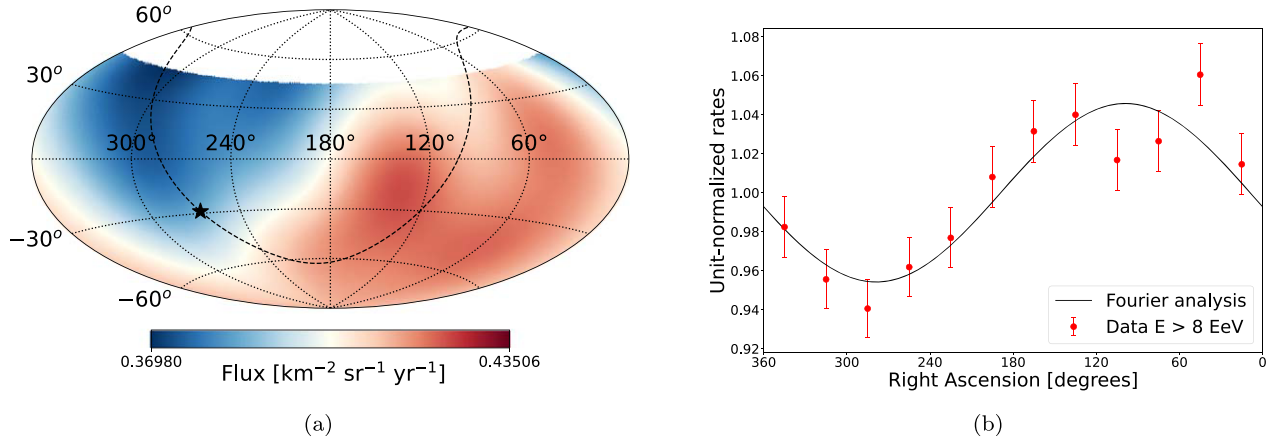 60°
30°
300° 240° 180° 120° 60°
−30°
−60°
0.36980 0.43506
Flux [km⁻² sr⁻¹ yr⁻¹]
(a)
1.08
1.06
1.04
1.02
1.00
0.98
0.96
0.94
0.92
Unit-normalized rates
Fourier analysis
Data E > 8 EeV
360 300 240 180 120 60 0
Right Ascension [degrees]
(b)